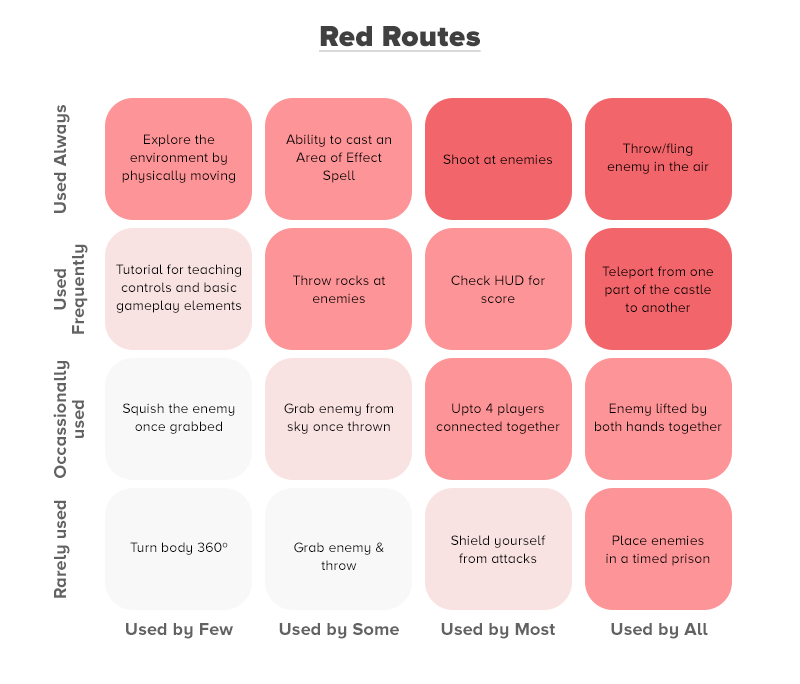 Red Routes
Used Always
Explore the
environment by
physically moving
Ability to cast an
Area of Effect
Spell
Shoot at enemies
Throw/fling
enemy in the air
Used
Frequently
Tutorial for teaching
controls and basic
gameplay elements
Throw rocks at
enemies
Check HUD for
score
Teleport from one
part of the castle
to another
Occassionally
used
Squish the enemy
once grabbed
Grab enemy from
sky once thrown
Upto 4 players
connected together
Enemy lifted by
both hands together
Rarely used
Turn body 360º
Grab enemy &
throw
Shield yourself
from attacks
Place enemies
in a timed prison
Used by Few
Used by Some
Used by Most
Used by All